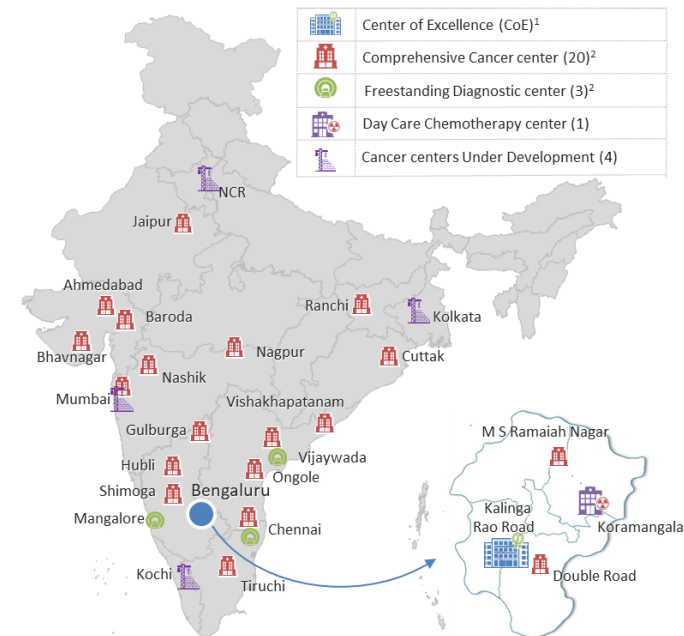 Center of Excellence (CoE)1
Comprehensive Cancer center (20)2
Freestanding Diagnostic center (3)2
Day Care Chemotherapy center (1)
Cancer centers Under Development (4)
NCR
Jaipur
Ahmedabad
Baroda
Ranchi
Kolkata
Bhavnagar
Nagpur
Cuttak
Nashik
Mumbai
Vishakhapatanam
Gulburga
Vijaywada
Hubli
Ongole
Shimoga
Bengaluru
Mangalore
Chennai
Kochi
Tiruchi
M S Ramaiah Nagar
Kalinga
Rao Road
Koramangala
Double Road